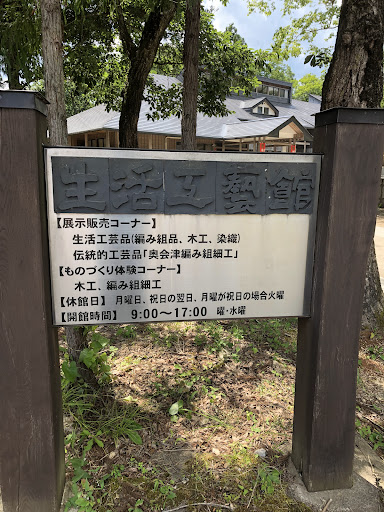 生活工藝館
【展示販売コーナー】
生活工芸品(編み組品、木工、染織)
伝統的工芸品「奥会津編み組細工」
【ものづくり体験コーナー】
木工、編み組細工
【休館日】 月曜日、祝日の翌日、月曜が祝日の場合火曜
【開館時間】 9:00〜17:00 曜・水曜